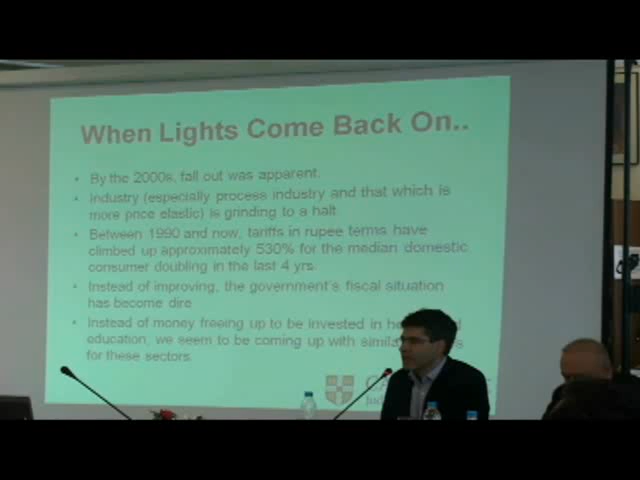 When Lights Come Back On..
• By the 2000s, fall out was apparent.
• Industry (especially process industry and that which is
more price elastic) is grinding to a halt.
• Between 1990 and now, tariffs in rupee terms have
climbed up approximately 530% for the median domestic
consumer doubling in the last 4 yrs.
• Instead of improving, the government's fiscal situation
has become dire
• Instead of money freeing up to be invested in
education, we seem to be coming up with
for these sectors.